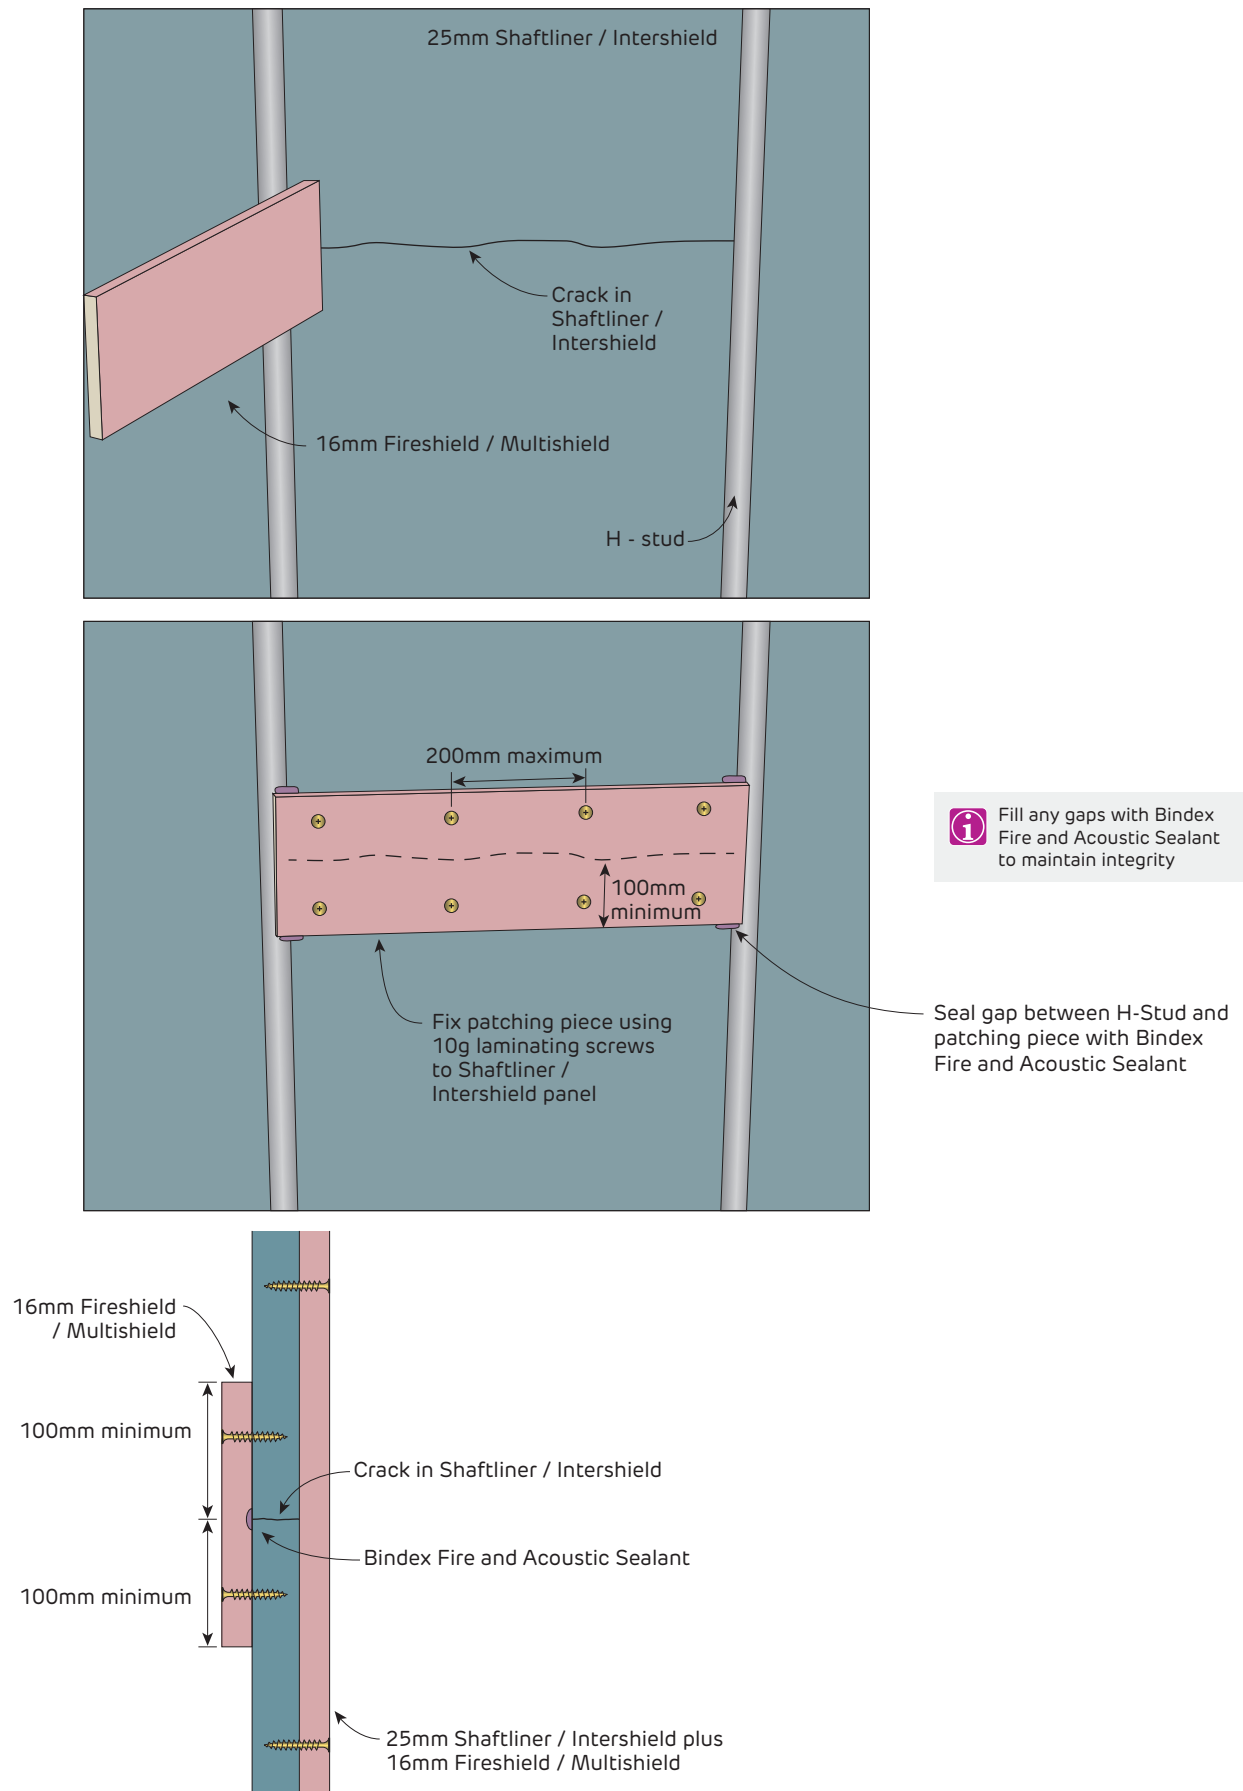 25mm Shaftliner / Intershield
Crack in
Shaftliner /
Intershield
16mm Fireshield / Multishield
H - stud
200mm maximum
100mm
minimum
Fill any gaps with Bindex
Fire and Acoustic Sealant
to maintain integrity
Fix patching piece using
10g laminating screws
to Shaftliner /
Intershield panel
Seal gap between H-Stud and
patching piece with Bindex
Fire and Acoustic Sealant
16mm Fireshield
/ Multishield
100mm minimum
Crack in Shaftliner / Intershield
Bindex Fire and Acoustic Sealant
100mm minimum
25mm Shaftliner / Intershield plus
16mm Fireshield / Multishield